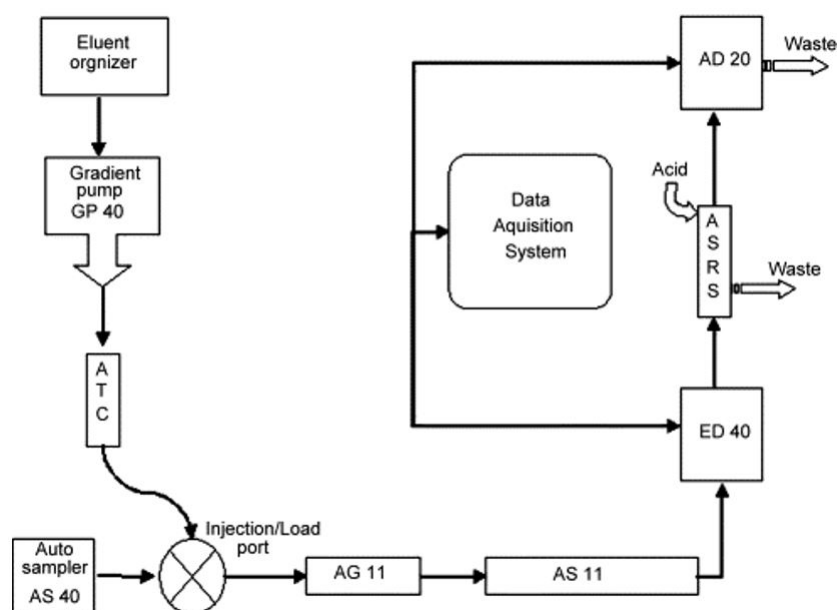 Eluent
orgnizer
Gradient
pump
GP 40
A
T
C
Auto
sampler
AS 40
Injection/Load
port
AG 11
AS 11
ED 40
A
S
R
S
Acid
Waste
AD 20
Waste
Data
Aquisition
System